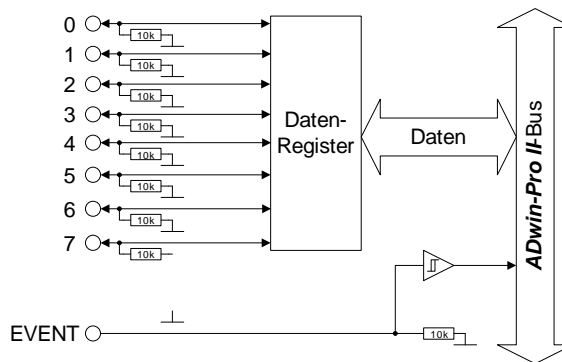 0
10k
1
10k
2
10k
3
10k
4
10k
5
10k
6
10k
7
10k
Daten-
Register
Daten
ADwin-Pro II-Bus
EVENT
10k